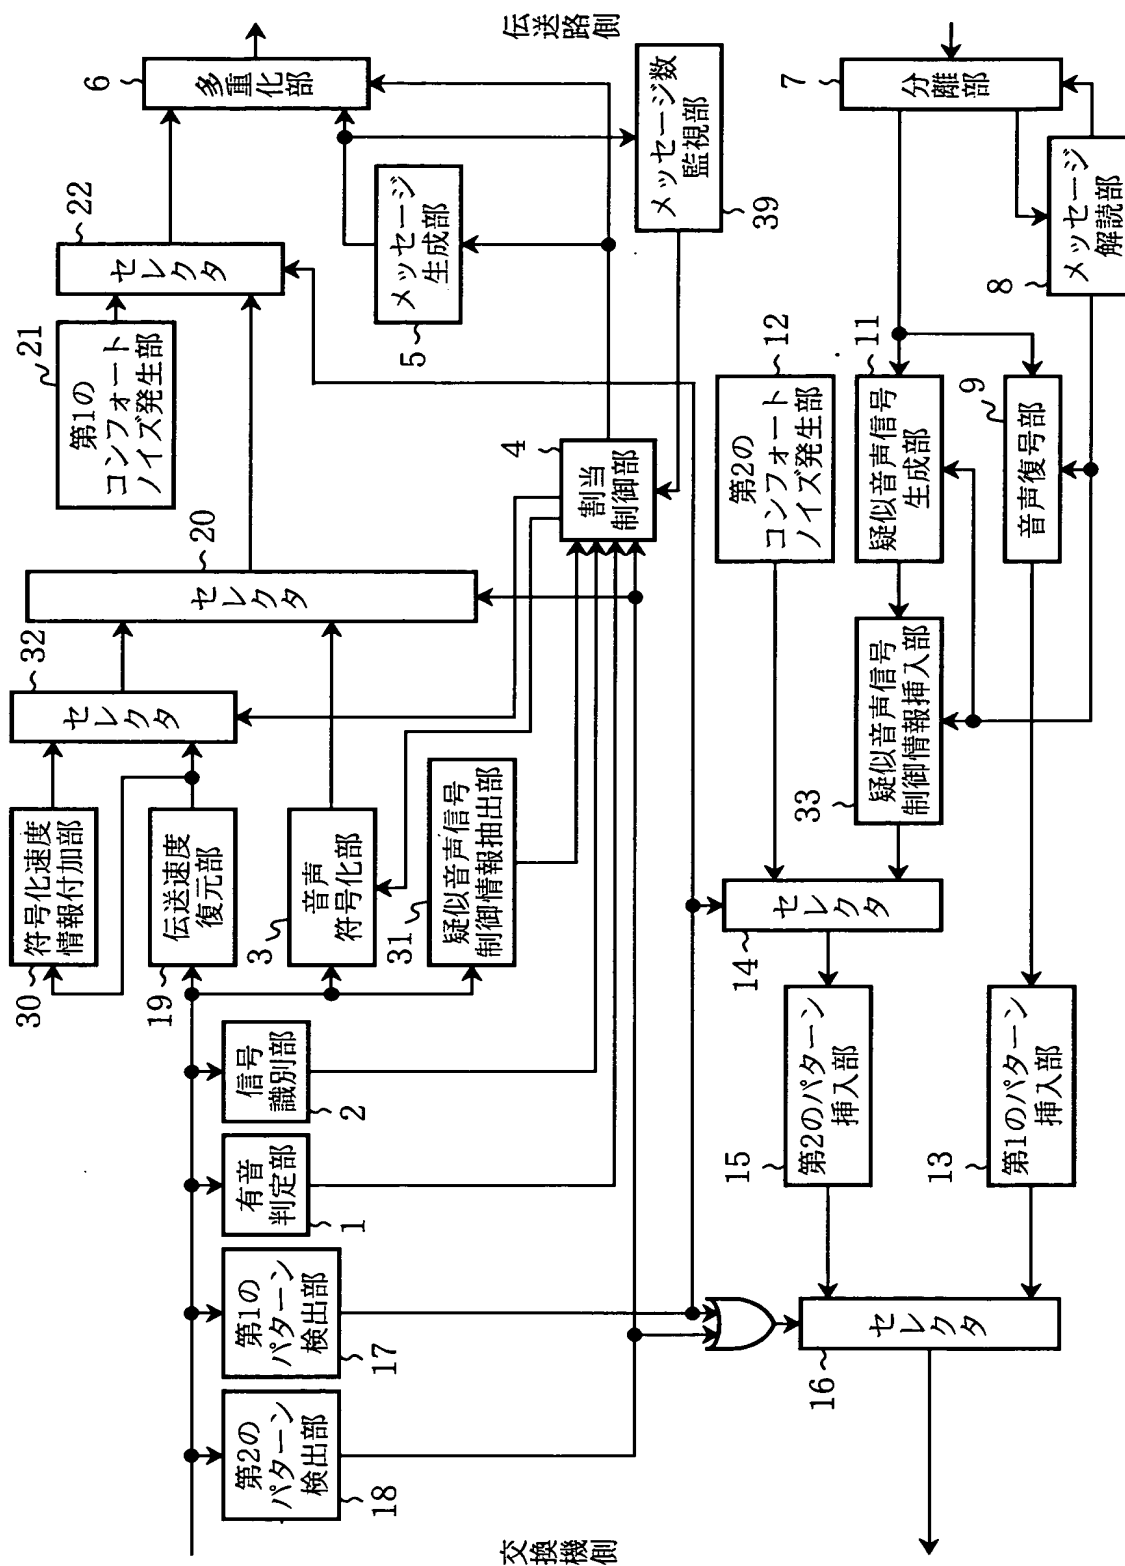 交換機側
伝送路側
第2の
パターン
検出部
18
第1の
パターン
検出部
17
有音
判定部
1
信号
識別部
2
符号化速度
情報付加部
30
伝送速度
復元部
19
音声
符号化部
3
疑似音声信号
制御情報抽出部
31
セレクタ
32
セレクタ
20
第1の
コンフォート
ノイズ発生部
21
セレクタ
22
割当
制御部
4
メッセージ
生成部
5
多重化部
6
メッセージ数
監視部
39
分離部
7
メッセージ
解読部
8
音声復号部
9
疑似音声信号
生成部
11
第2の
コンフォート
ノイズ発生部
12
疑似音声信号
制御情報挿入部
33
セレクタ
14
第2のパターン
挿入部
15
第1のパターン
挿入部
13
セレクタ
16